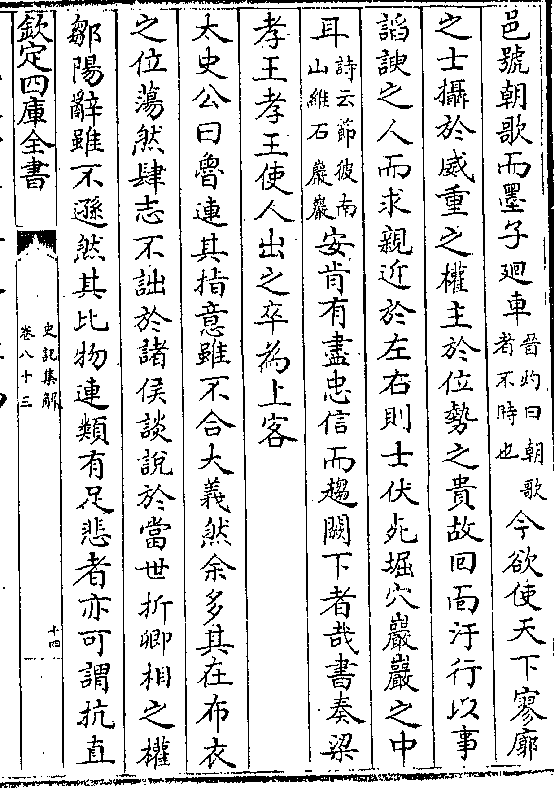 邑號朝歌而墨子廻車晉灼曰朝歌者不時也今欲使天下寥廓
之士攝於威重之權主於位勢之貴故回面汙行以事
謟諛之人而求親近於左右則士伏死堀穴巖巖之中
耳詩云節彼南山維石巖巖安肯有盡忠信而趨闕下者哉書奏梁
孝王孝王使人出之卒為上客
太史公曰魯連其指意雖不合大義然余多其在布衣
之位蕩然肆志不詘於諸侯談說於當世折卿相之權
鄒陽辭雖不遜然其比物連類有足悲者亦可謂抗直
欽定四庫全書
史記集解
卷八十三
十四